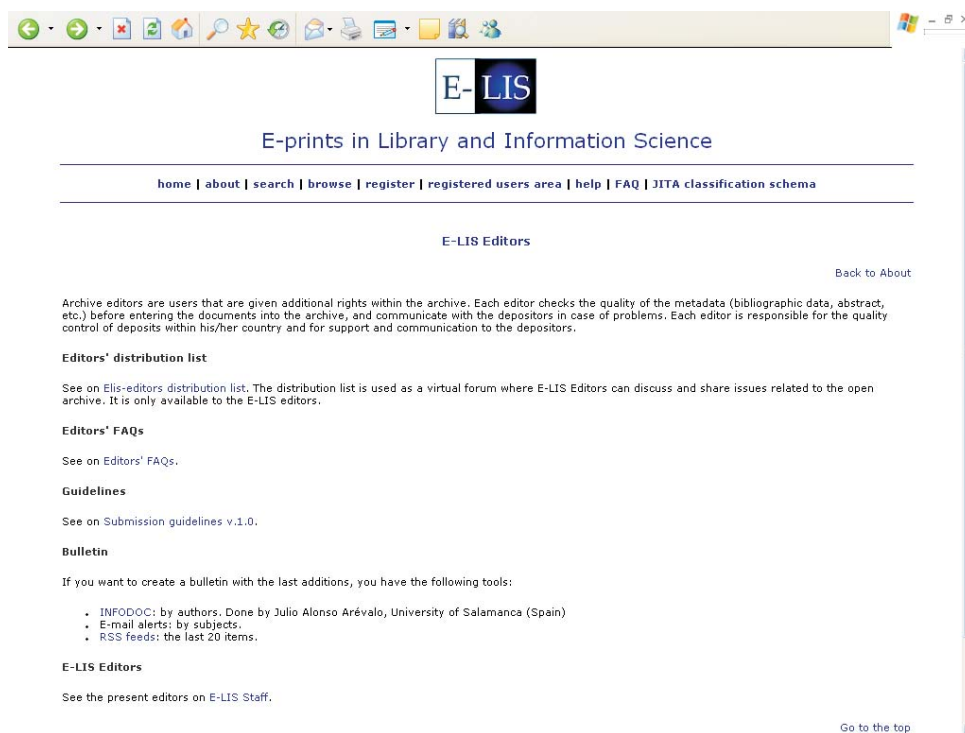 E-LIS
E-prints in Library and Information Science
home | about | search | browse | register | registered users area | help | FAQ | JITA classification schema
E-LIS Editors
Back to About
Archive editors are users that are given additional rights within the archive. Each editor checks the quality of the metadata (bibliographic data, abstract,
etc.) before entering the documents into the archive, and communicate with the depositors in case of problems. Each editor is responsible for the quality
control of deposits within his/her country and for support and communication to the depositors.
Editors' distribution list
See on Elis-editors distribution list. The distribution list is used as a virtual forum where E-LIS Editors can discuss and share issues related to the open
archive. It is only available to the E-LIS editors.
Editors' FAQs
See on Editors' FAQs.
Guidelines
See on Submission guidelines v.1.0.
Bulletin
If you want to create a bulletin with the last additions, you have the following tools:
• INFODOC: by authors. Done by Julio Alonso Arévalo, University of Salamanca (Spain)
• E-mail alerts: by subjects.
• RSS feeds: the last 20 items.
E-LIS Editors
See the present editors on E-LIS Staff.
Go to the top